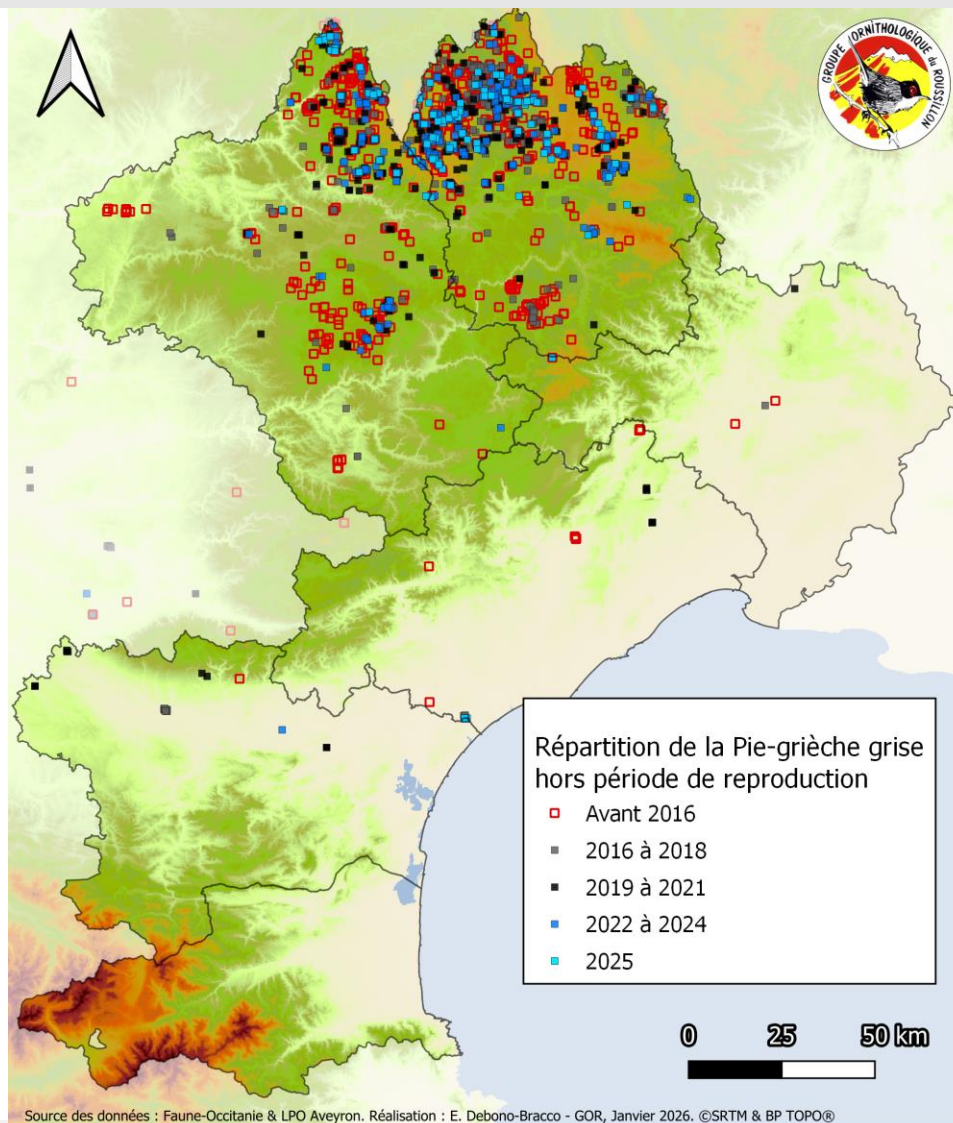 GROUPE ORNITHOLOGIQUE du ROUSSILLON
Répartition de la Pie-grièche grise
hors période de reproduction
Avant 2016
2016 à 2018
2019 à 2021
2022 à 2024
2025
0 25 50 km
Source des données : Faune-Occitanie & LPO Aveyron. Réalisation : E. Debono-Bracco - GOR, Janvier 2026. ©SRTM & BP TOPO®